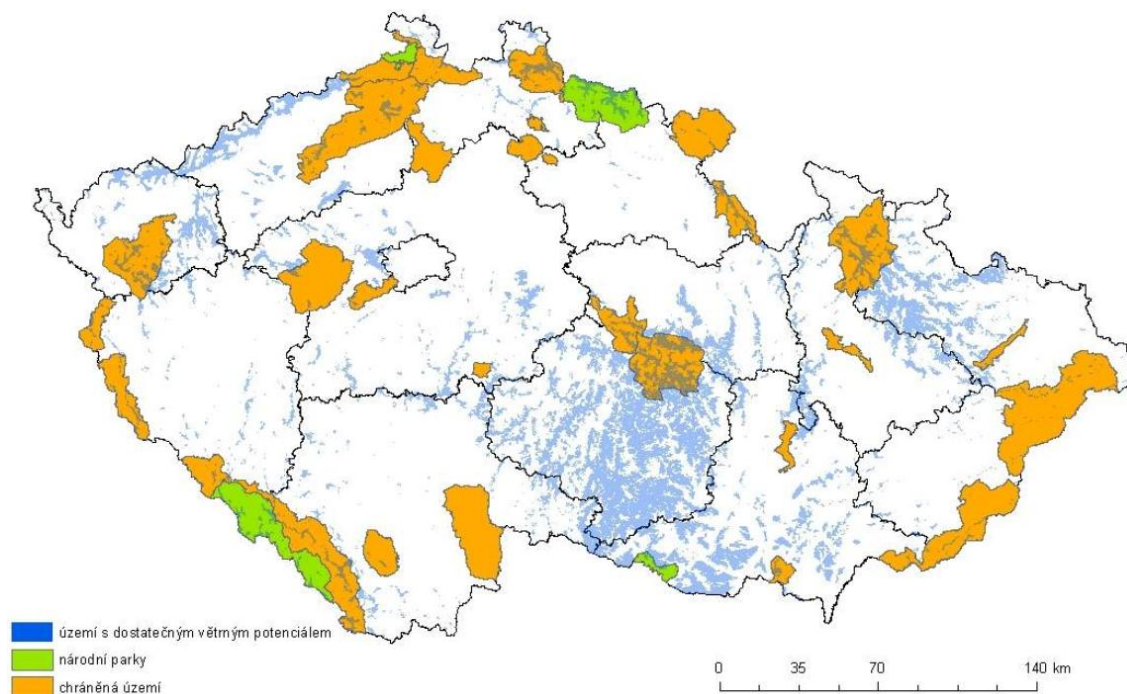 území s dostatečným větrným potenciálem
národní parky
chráněná území
0 35 70 140 km